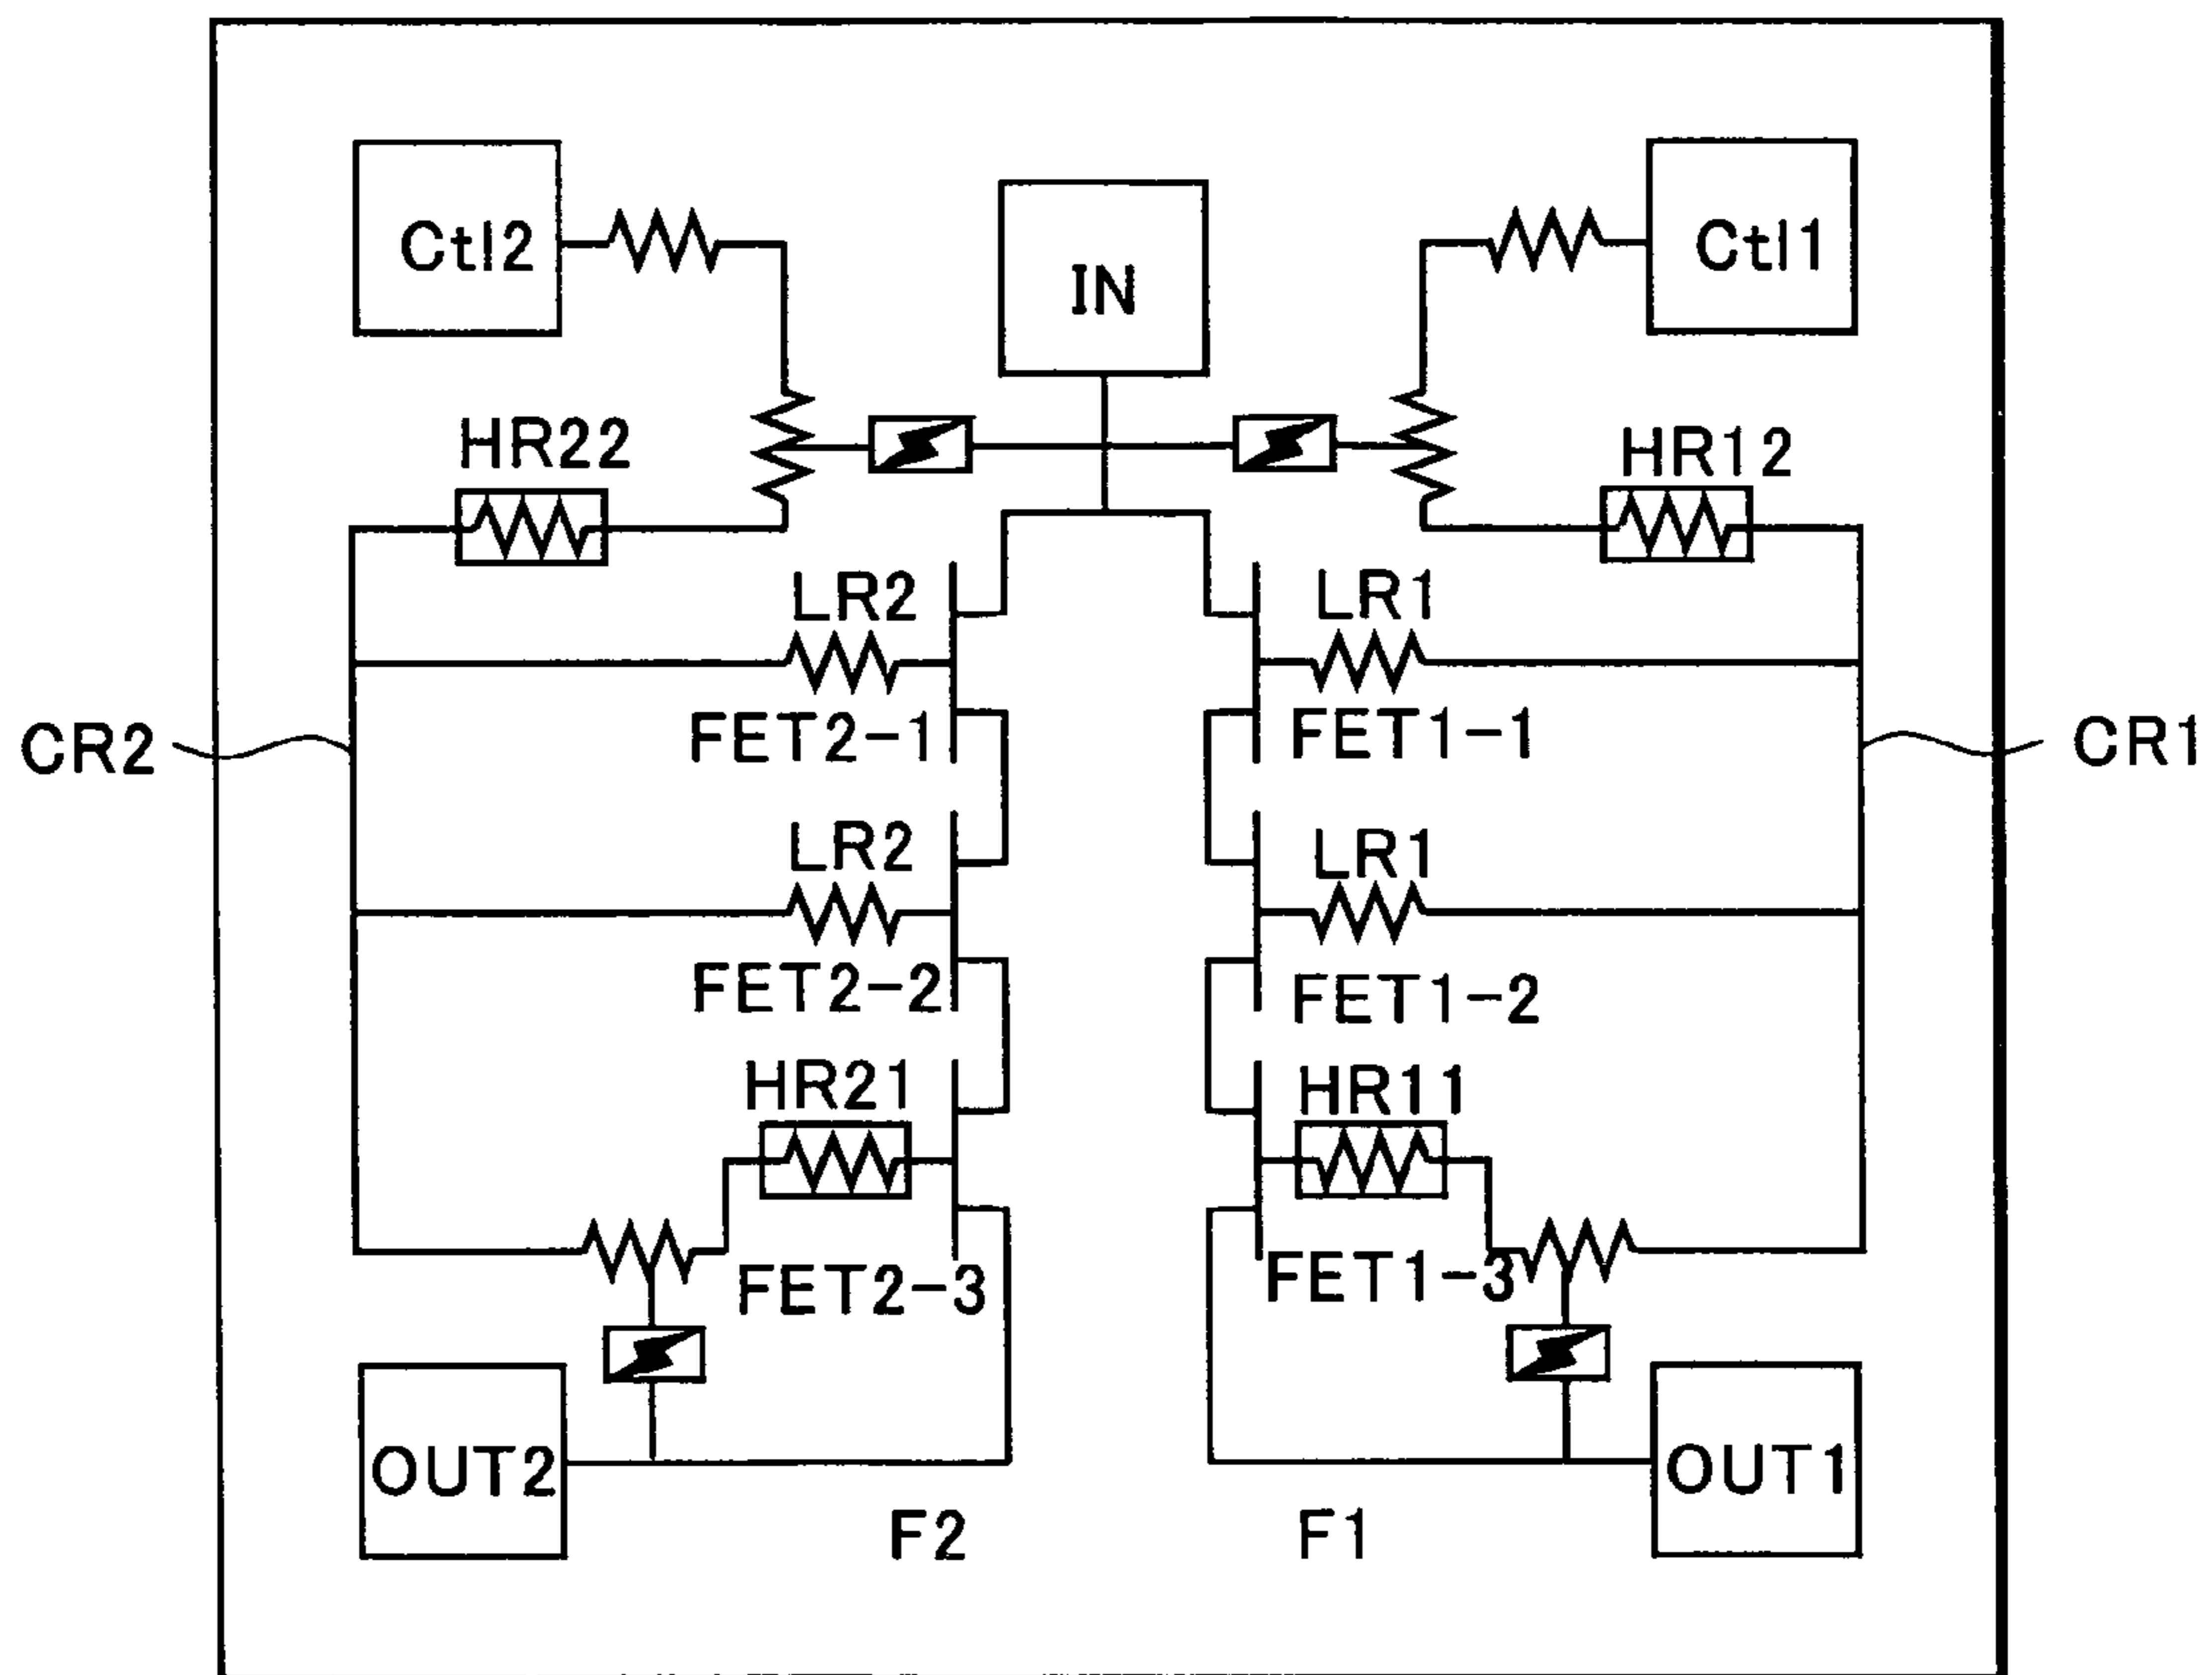 Ctl2
IN
Ctl1
HR22
HR12
LR2
LR1
FET2-1
FET1-1
CR2
CR1
LR2
LR1
FET2-2
FET1-2
HR21
HR11
FET2-3
FET1-3
OUT2
OUT1
F2
F1